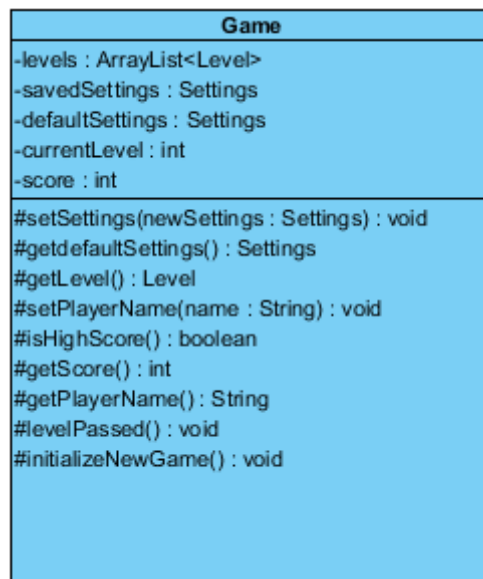 Game
-levels : ArrayList<Level>
-savedSettings : Settings
-defaultSettings : Settings
-currentLevel : int
-score : int
#setSettings(newSettings : Settings) : void
#getdefaultSettings() : Settings
#getLevel() : Level
#setPlayerName(name : String) : void
#isHighScore() : boolean
#getScore() : int
#getPlayerName() : String
#levelPassed() : void
#initializeNewGame() : void